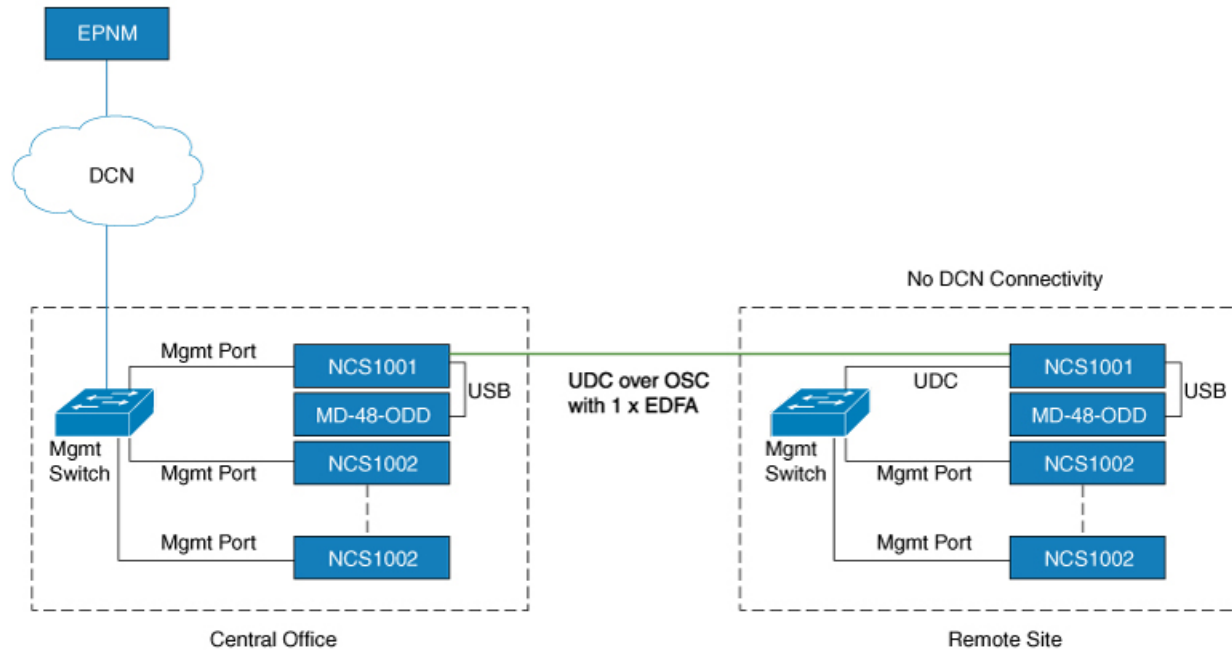 EPNM
DCN
No DCN Connectivity
Mgmt Port
NCS1001
USB
MD-48-ODD
Mgmt
Switch
Mgmt Port
NCS1002
Mgmt Port
NCS1002
Central Office
UDC over OSC
with 1 x EDFA
UDC
NCS1001
USB
MD-48-ODD
Mgmt
Switch
Mgmt Port
NCS1002
Mgmt Port
NCS1002
Remote Site